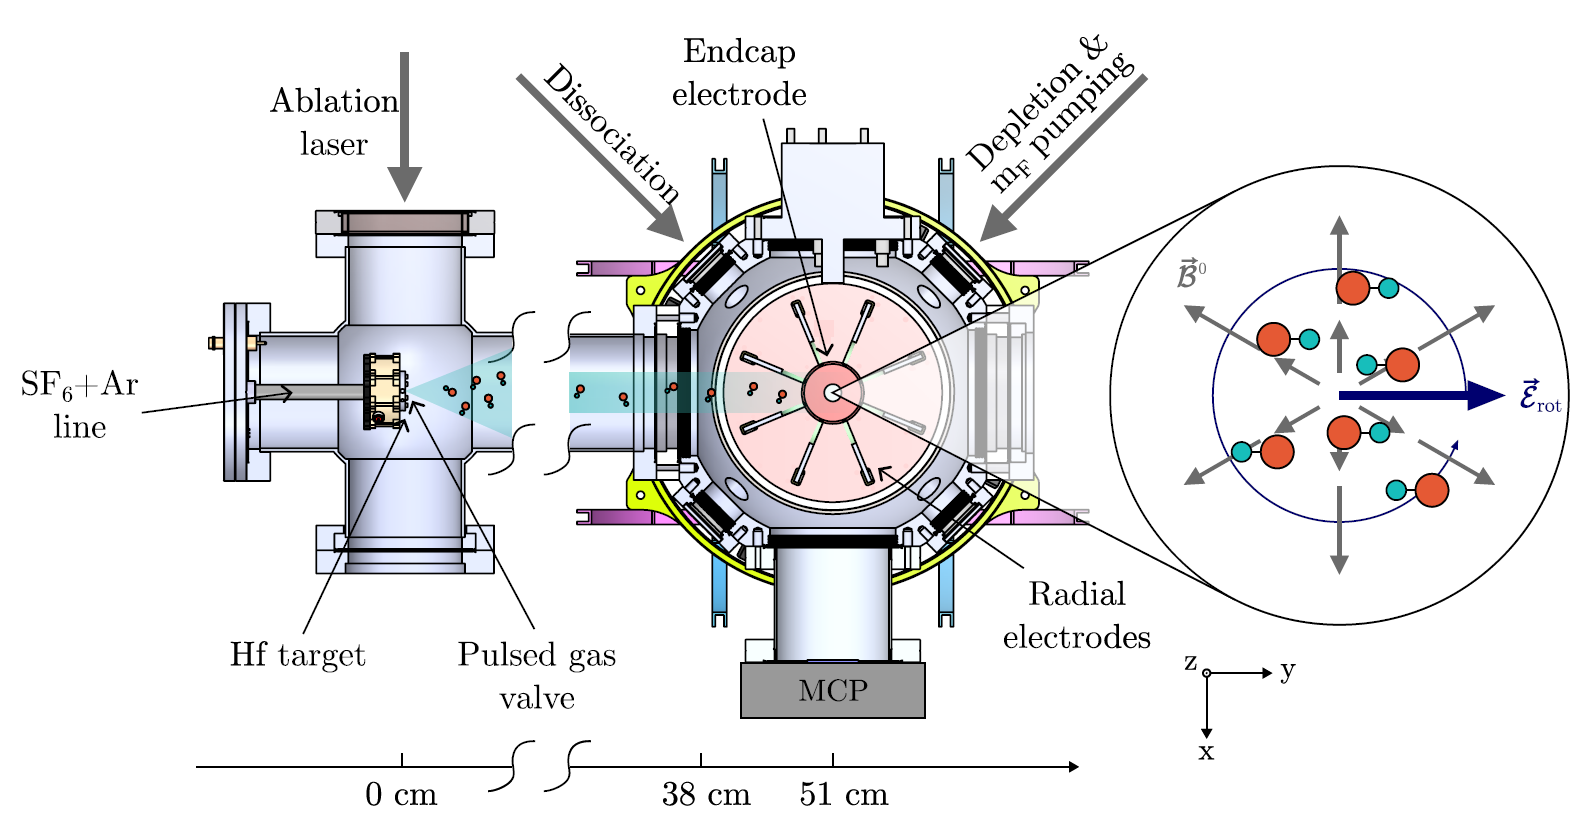 Ablation
laser
Dissociation
Endcap
electrode
Depletion &
m_F pumping
SF₆+Ar
line
Hf target
Pulsed gas
valve
MCP
Radial
electrodes
ℬ⃗⁰
ℰ⃗rot
z
y
x
0 cm
38 cm
51 cm